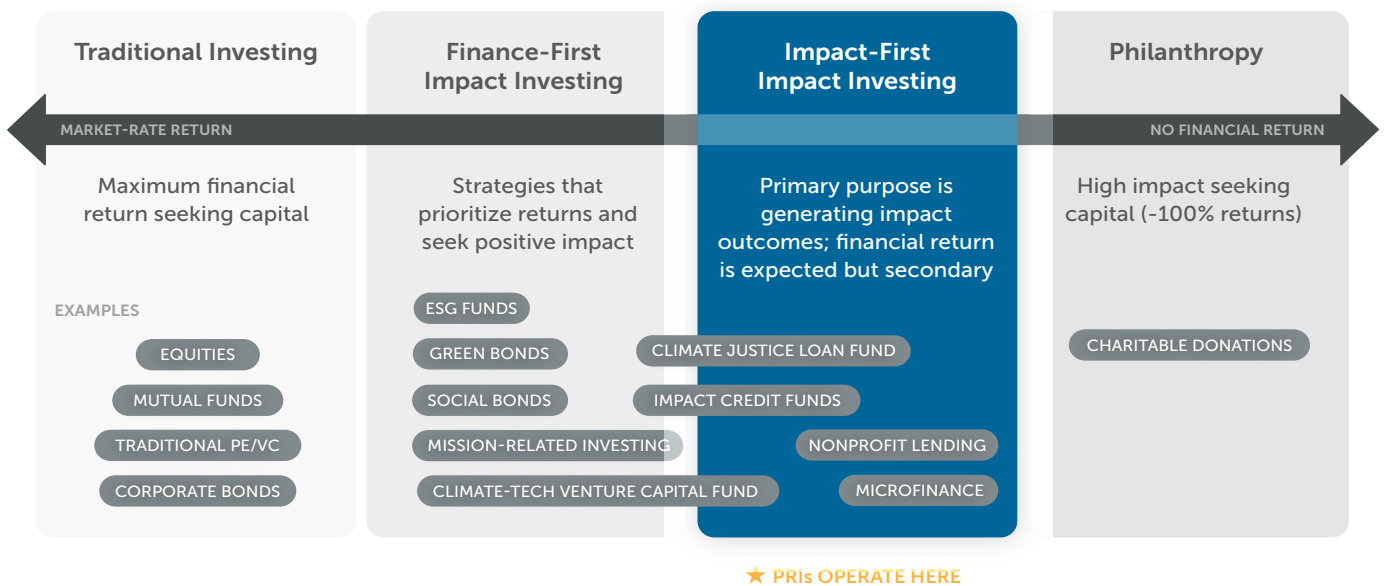 Traditional Investing
Finance-First
Impact Investing
Impact-First
Impact Investing
Philanthropy
MARKET-RATE RETURN
NO FINANCIAL RETURN
Maximum financial
return seeking capital
Strategies that
prioritize returns and
seek positive impact
Primary purpose is
generating impact
outcomes; financial return
is expected but secondary
High impact seeking
capital (-100% returns)
EXAMPLES
EQUITIES
MUTUAL FUNDS
TRADITIONAL PE/VC
CORPORATE BONDS
ESG FUNDS
GREEN BONDS
SOCIAL BONDS
MISSION-RELATED INVESTING
CLIMATE-TECH VENTURE CAPITAL FUND
CLIMATE JUSTICE LOAN FUND
IMPACT CREDIT FUNDS
NONPROFIT LENDING
MICROFINANCE
CHARITABLE DONATIONS
★ PRIs OPERATE HERE